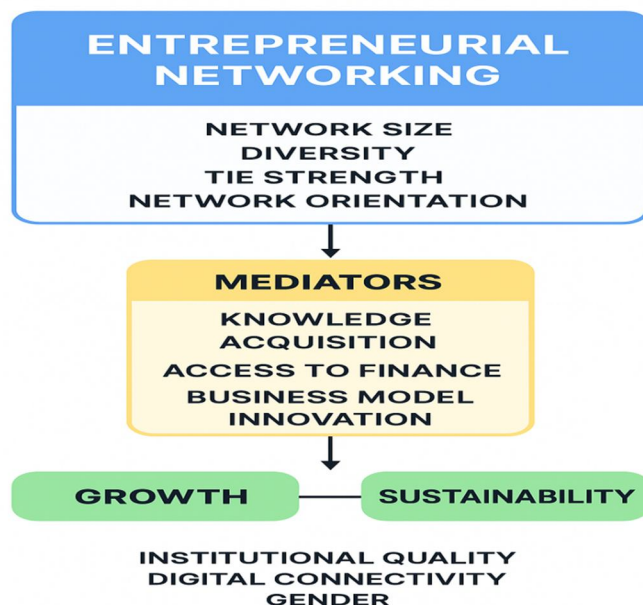 ENTREPRENEURIAL
NETWORKING
NETWORK SIZE
DIVERSITY
TIE STRENGTH
NETWORK ORIENTATION
MEDIATORS
KNOWLEDGE
ACQUISITION
ACCESS TO FINANCE
BUSINESS MODEL
INNOVATION
GROWTH
SUSTAINABILITY
INSTITUTIONAL QUALITY
DIGITAL CONNECTIVITY
GENDER